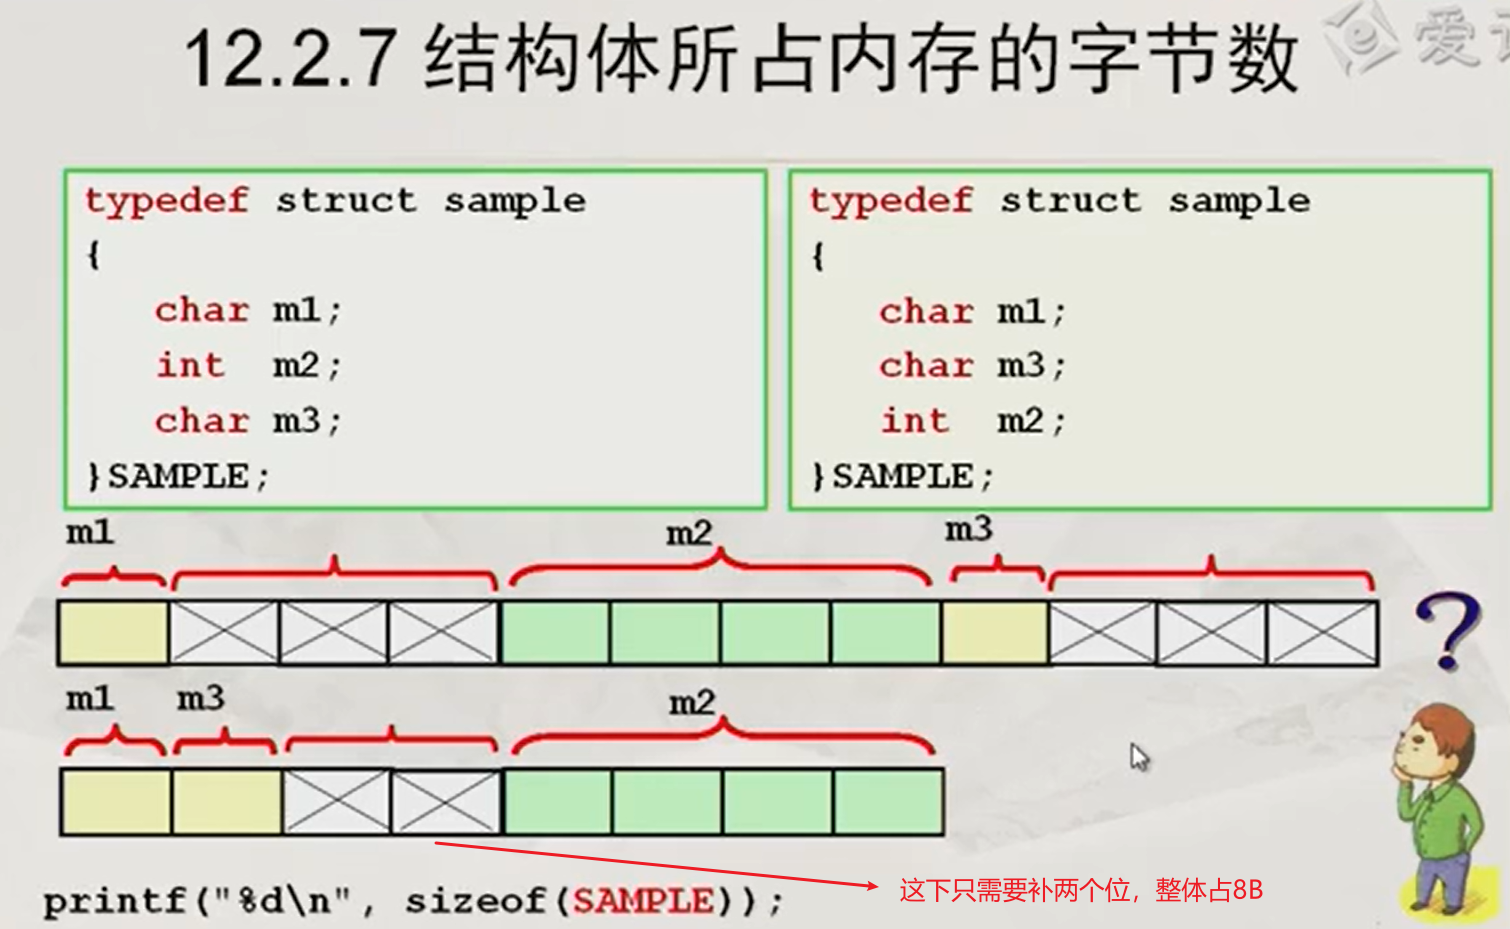 12.2.7 结构体所占内存的字节数
爱
typedef struct sample
{
char m1;
int m2;
char m3;
}SAMPLE;
typedef struct sample
{
char m1;
char m3;
int m2;
}SAMPLE;
m1 m2 m3
?
m1 m3 m2
这下只需要补两个位，整体占8B
printf("%d\n", sizeof(SAMPLE));